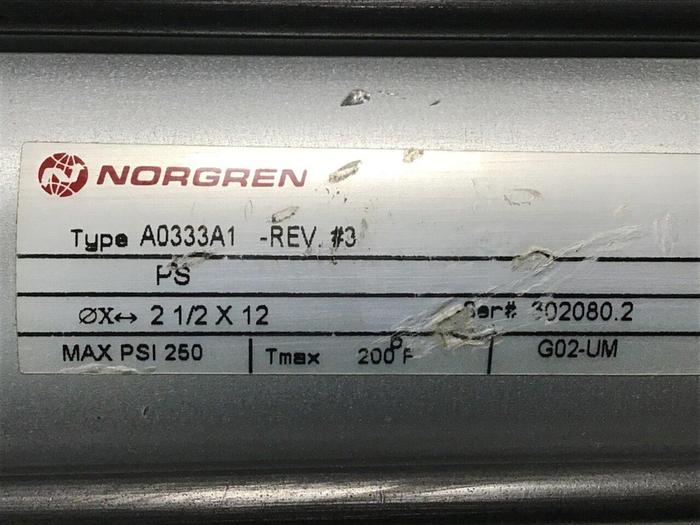 NORGREN
Type A0333A1 -REV. #3
PS
ØX↔ 2 1/2 X 12 Ser# 302080.2
MAX PSI 250 Tmax 200°F G02-UM